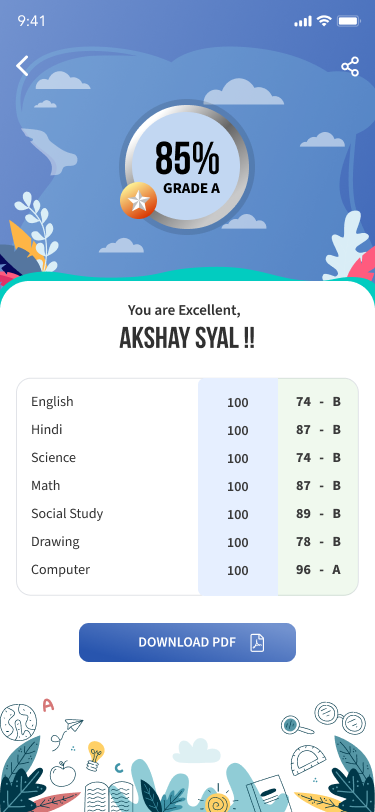 9:41
85%
GRADE A
You are Excellent,
AKSHAY SYAL !!
English 100 74 - B
Hindi 100 87 - B
Science 100 74 - B
Math 100 87 - B
Social Study 100 89 - B
Drawing 100 78 - B
Computer 100 96 - A
DOWNLOAD PDF
A